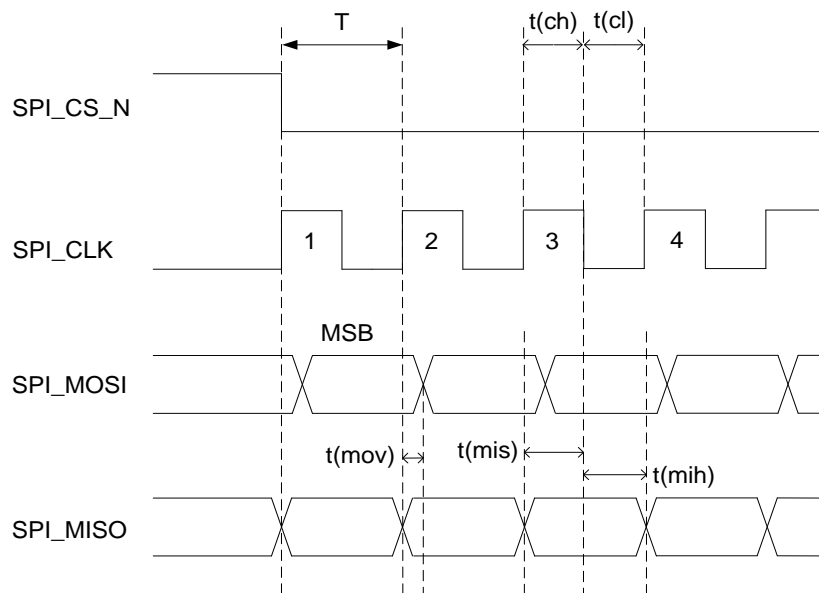 T
t(ch)
t(cl)
SPI_CS_N
SPI_CLK
1
2
3
4
MSB
SPI_MOSI
t(mov)
t(mis)
t(mih)
SPI_MISO